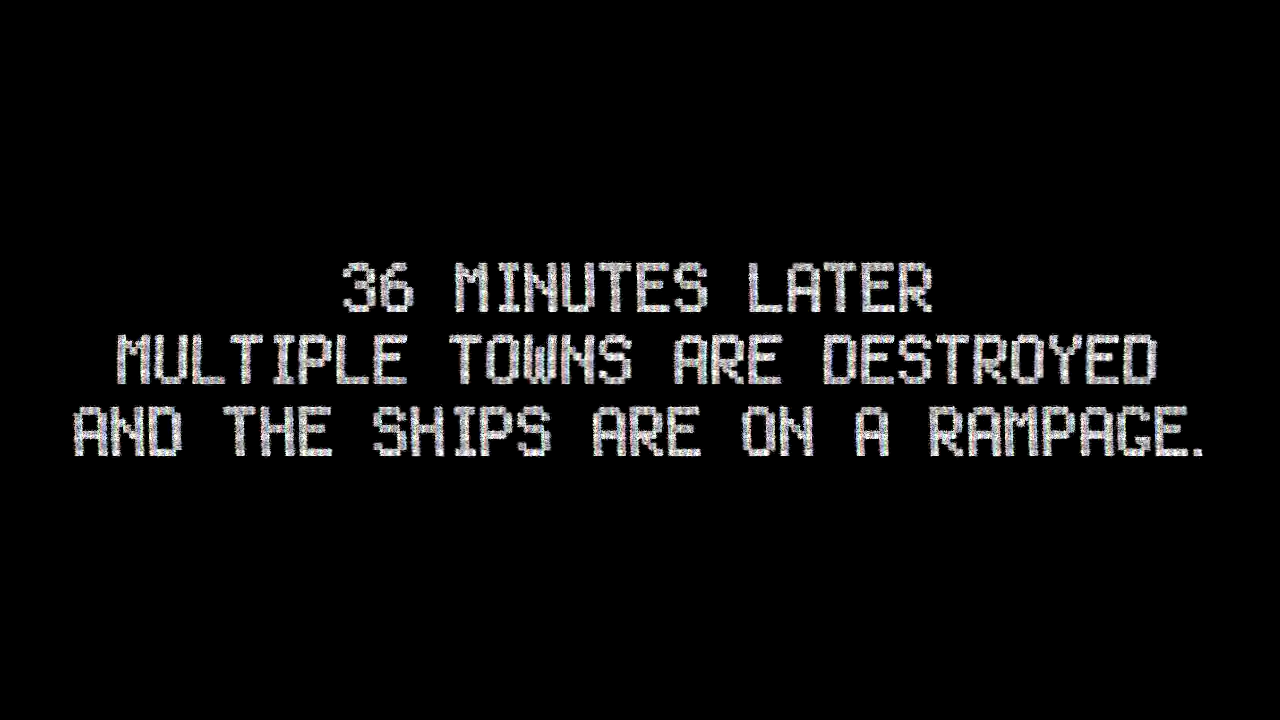 36 MINUTES LATER
MULTIPLE TOWNS ARE DESTROYED
AND THE SHIPS ARE ON A RAMPAGE.